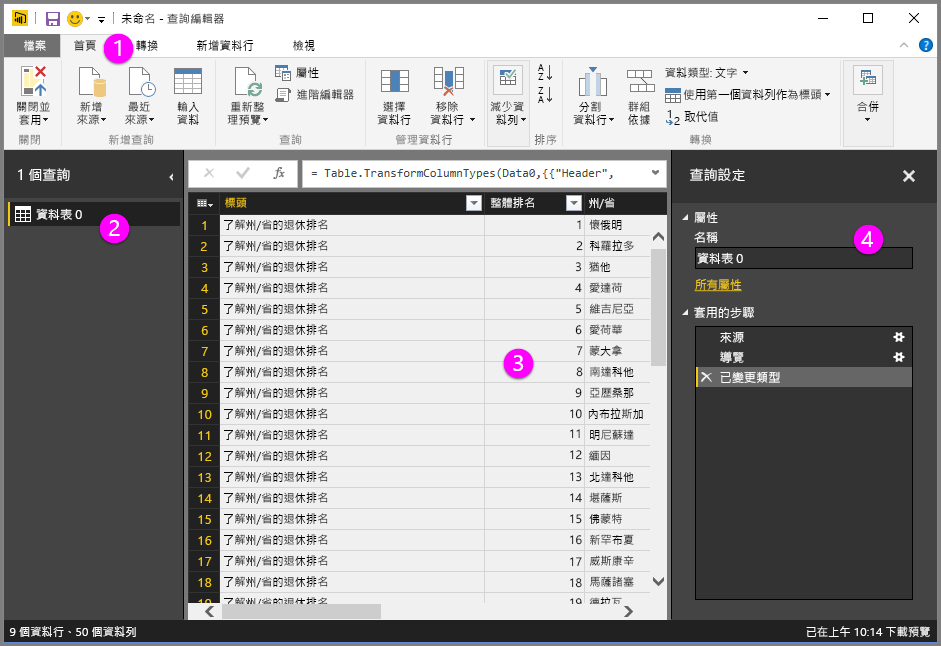 未命名 - 查詢編輯器
檔案 首頁 1 轉換 新增資料行 檢視
關閉並套用
新增來源
最近來源
輸入資料
重新整理預覽
屬性
進階編輯器
選擇資料行
移除資料行
減少資料列
分割資料行
群組依據
資料類型: 文字
使用第一個資料列作為標頭
取代值
合併
關閉 新增查詢 查詢 管理資料行 排序 轉換
1 個查詢
資料表 0
2
fx = Table.TransformColumnTypes(Data0,{{"Header",
標頭 整體排名 州/省
1 了解州/省的退休排名 1 懷俄明
2 了解州/省的退休排名 2 科羅拉多
3 了解州/省的退休排名 3 猶他
4 了解州/省的退休排名 4 愛達荷
5 了解州/省的退休排名 5 維吉尼亞
6 了解州/省的退休排名 6 愛荷華
7 了解州/省的退休排名 7 蒙大拿
8 了解州/省的退休排名 8 南達科他
9 了解州/省的退休排名 9 亞歷桑那
10 了解州/省的退休排名 10 內布拉斯加
11 了解州/省的退休排名 11 明尼蘇達
12 了解州/省的退休排名 12 緬因
13 了解州/省的退休排名 13 北達科他
14 了解州/省的退休排名 14 堪薩斯
15 了解州/省的退休排名 15 佛蒙特
16 了解州/省的退休排名 16 新罕布夏
17 了解州/省的退休排名 17 威斯康辛
18 了解州/省的退休排名 18 馬薩諸塞
19 了解州/省的退休排名 19 德拉瓦
3
查詢設定
屬性
名稱
4
資料表 0
所有屬性
套用的步驟
來源
導覽
已變更類型
9 個資料行、50 個資料列
已在上午 10:14 下載預覽